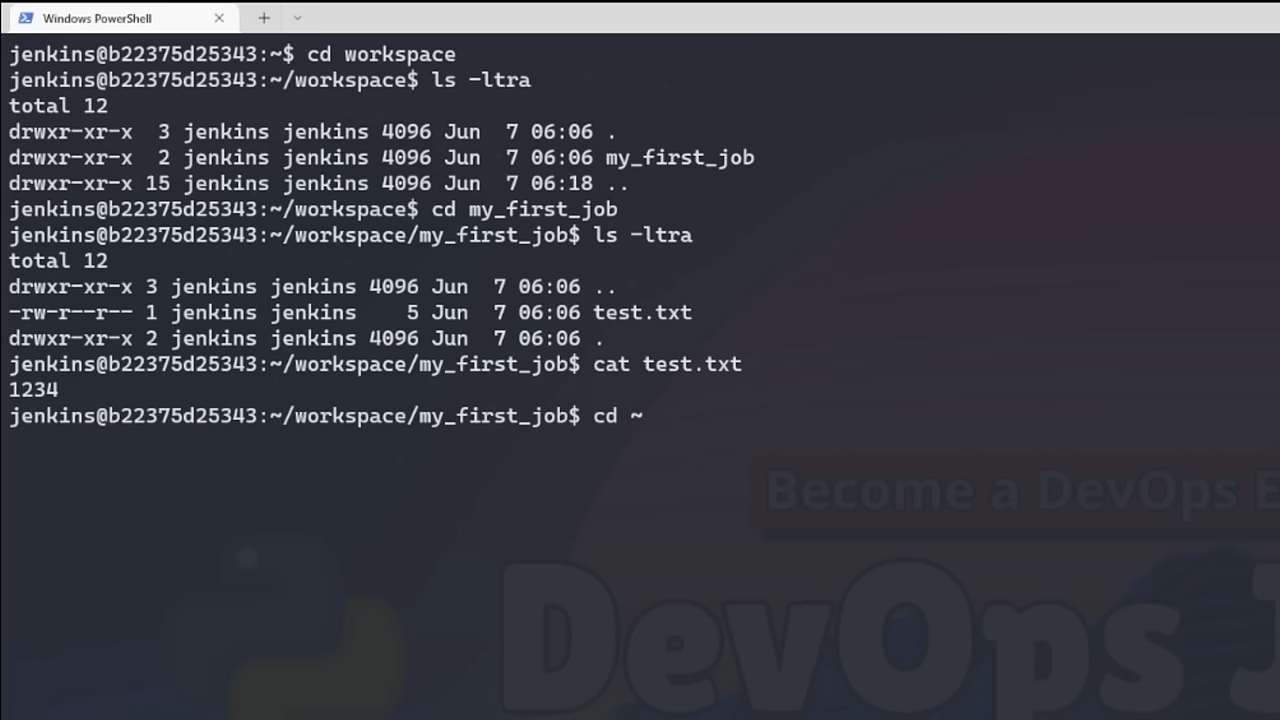 Windows PowerShell
jenkins@b22375d25343:~$ cd workspace
jenkins@b22375d25343:~/workspace$ ls -ltra
total 12
drwxr-xr-x  3 jenkins jenkins 4096 Jun  7 06:06 .
drwxr-xr-x  2 jenkins jenkins 4096 Jun  7 06:06 my_first_job
drwxr-xr-x 15 jenkins jenkins 4096 Jun  7 06:18 ..
jenkins@b22375d25343:~/workspace$ cd my_first_job
jenkins@b22375d25343:~/workspace/my_first_job$ ls -ltra
total 12
drwxr-xr-x 3 jenkins jenkins 4096 Jun  7 06:06 ..
-rw-r--r-- 1 jenkins jenkins    5 Jun  7 06:06 test.txt
drwxr-xr-x 2 jenkins jenkins 4096 Jun  7 06:06 .
jenkins@b22375d25343:~/workspace/my_first_job$ cat test.txt
1234
jenkins@b22375d25343:~/workspace/my_first_job$ cd ~
Become a DevOps E
DevOps